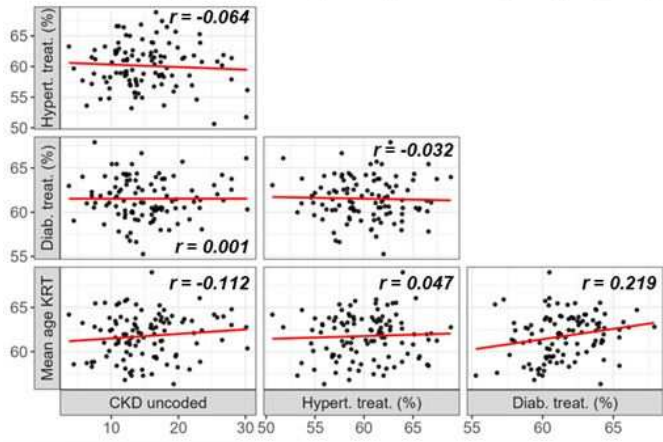 r = -0.064
Hypert. treat. (%)
65
60
55
50
r = 0.001
Diab. treat. (%)
65
60
55
r = -0.032
r = -0.112
Mean age KRT
65
60
r = 0.047
r = 0.219
10 20 30
CKD uncoded
50 55 60 65
Hypert. treat. (%)
55 60 65
Diab. treat. (%)